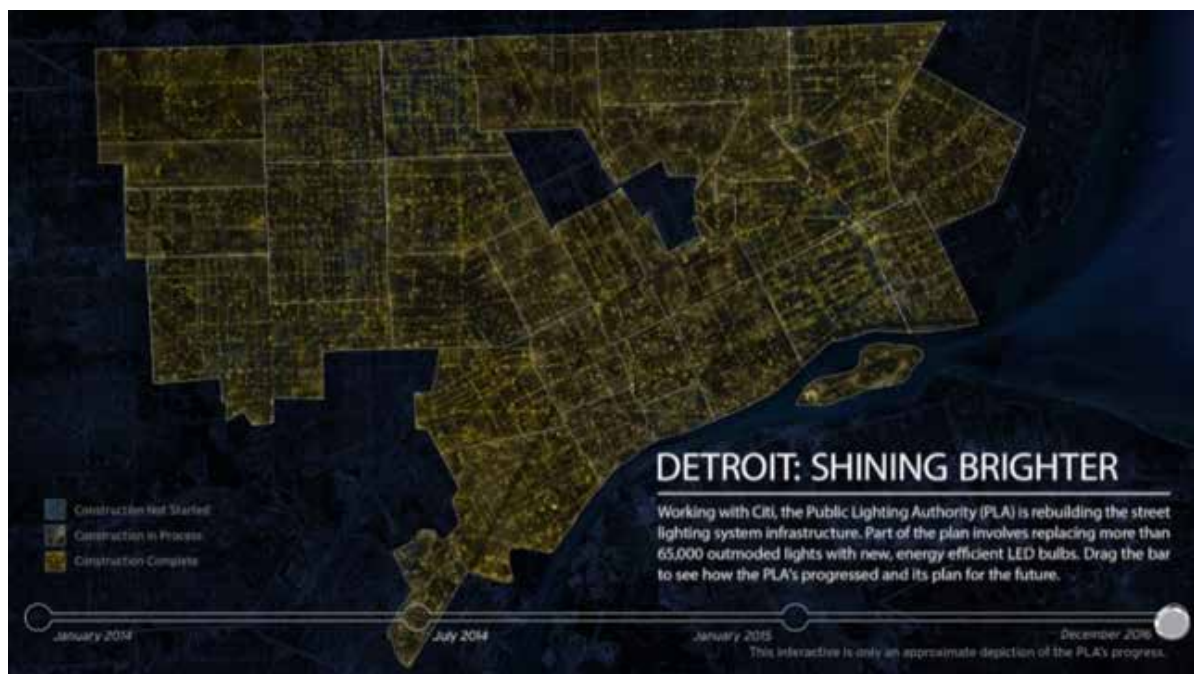 DETROIT: SHINING BRIGHTER
Working with Citi, the Public Lighting Authority (PLA) is rebuilding the street
lighting system infrastructure. Part of the plan involves replacing more than
65,000 outmoded lights with new, energy efficient LED bulbs. Drag the bar
to see how the PLA's progressed and its plan for the future.
Construction Not Started
Construction In Process
Construction Complete
January 2014
July 2014
January 2015
December 2016
This interactive is only an approximate depiction of the PLA's progress.